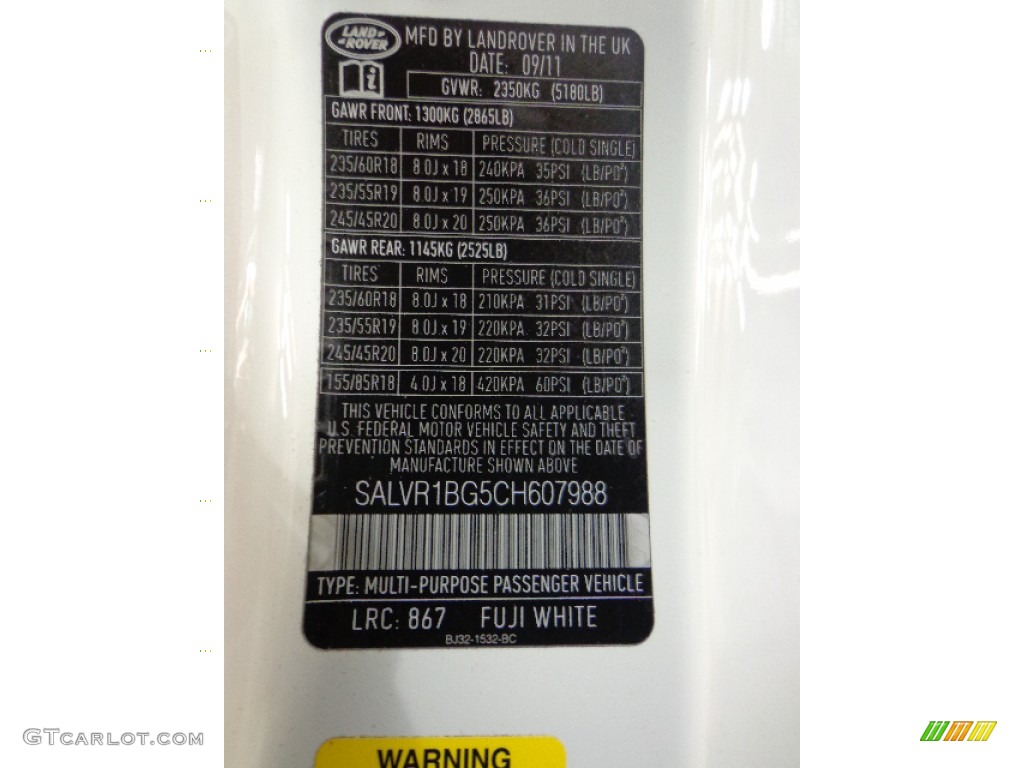 LAND
ROVER
MFD BY LANDROVER IN THE UK
DATE: 09/11
GVWR: 2350KG (5180LB)
GAWR FRONT: 1300KG (2865LB)
TIRES RIMS PRESSURE (COLD SINGLE)
235/60R18 8.0J x 18 240KPA 35PSI (LB/PO²)
235/55R19 8.0J x 19 250KPA 36PSI (LB/PO²)
245/45R20 8.0J x 20 250KPA 36PSI (LB/PO²)
GAWR REAR: 1145KG (2525LB)
TIRES RIMS PRESSURE (COLD SINGLE)
235/60R18 8.0J x 18 210KPA 31PSI (LB/PO²)
235/55R19 8.0J x 19 220KPA 32PSI (LB/PO²)
245/45R20 8.0J x 20 220KPA 32PSI (LB/PO²)
155/85R18 4.0J x 18 420KPA 60PSI (LB/PO²)
THIS VEHICLE CONFORMS TO ALL APPLICABLE
U.S. FEDERAL MOTOR VEHICLE SAFETY AND THEFT
PREVENTION STANDARDS IN EFFECT ON THE DATE OF
MANUFACTURE SHOWN ABOVE
SALVR1BG5CH607988
TYPE: MULTI-PURPOSE PASSENGER VEHICLE
LRC: 867 FUJI WHITE
BJ32-1532-BC
WARNING
GTCARLOT.COM